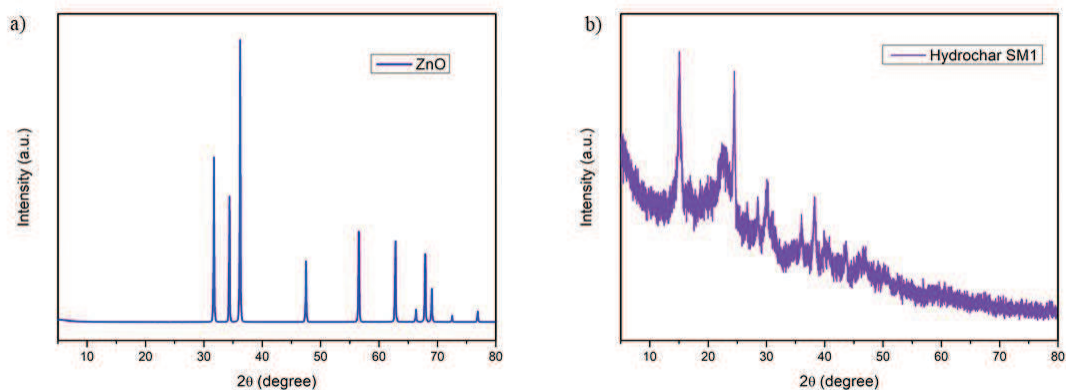 a)
Intensity (a.u.)
ZnO
10 20 30 40 50 60 70 80
2θ (degree)
b)
Intensity (a.u.)
Hydrochar SM1
10 20 30 40 50 60 70 80
2θ (degree)